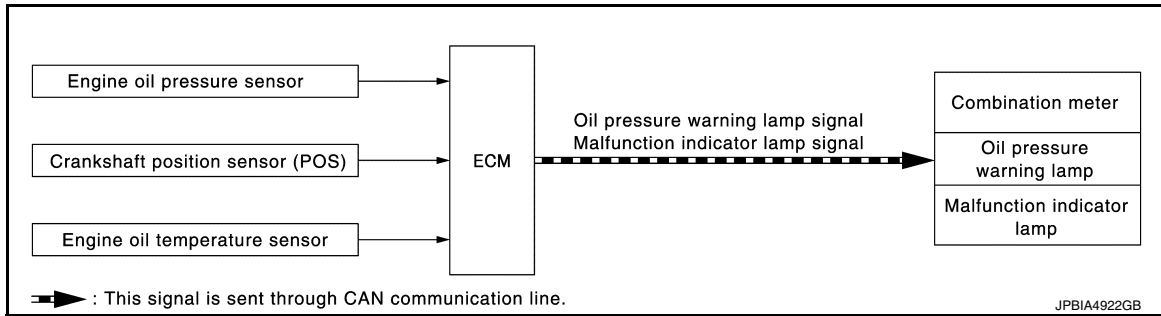 Engine oil pressure sensor
Crankshaft position sensor (POS)
Engine oil temperature sensor
ECM
Oil pressure warning lamp signal
Malfunction indicator lamp signal
Combination meter
Oil pressure
warning lamp
Malfunction indicator
lamp
: This signal is sent through CAN communication line.
JPBIA4922GB